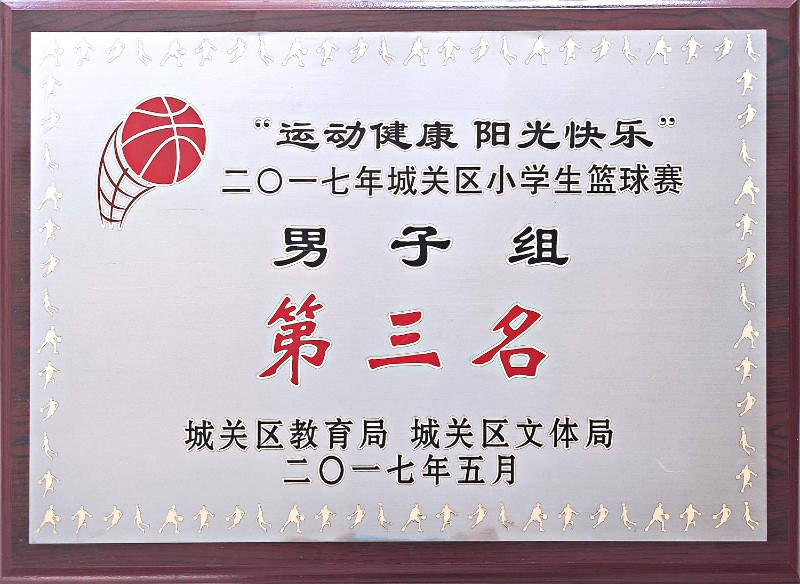 “运动健康 阳光快乐”
二〇一七年城关区小学生篮球赛
男子组
第三名
城关区教育局 城关区文体局
二〇一七年五月